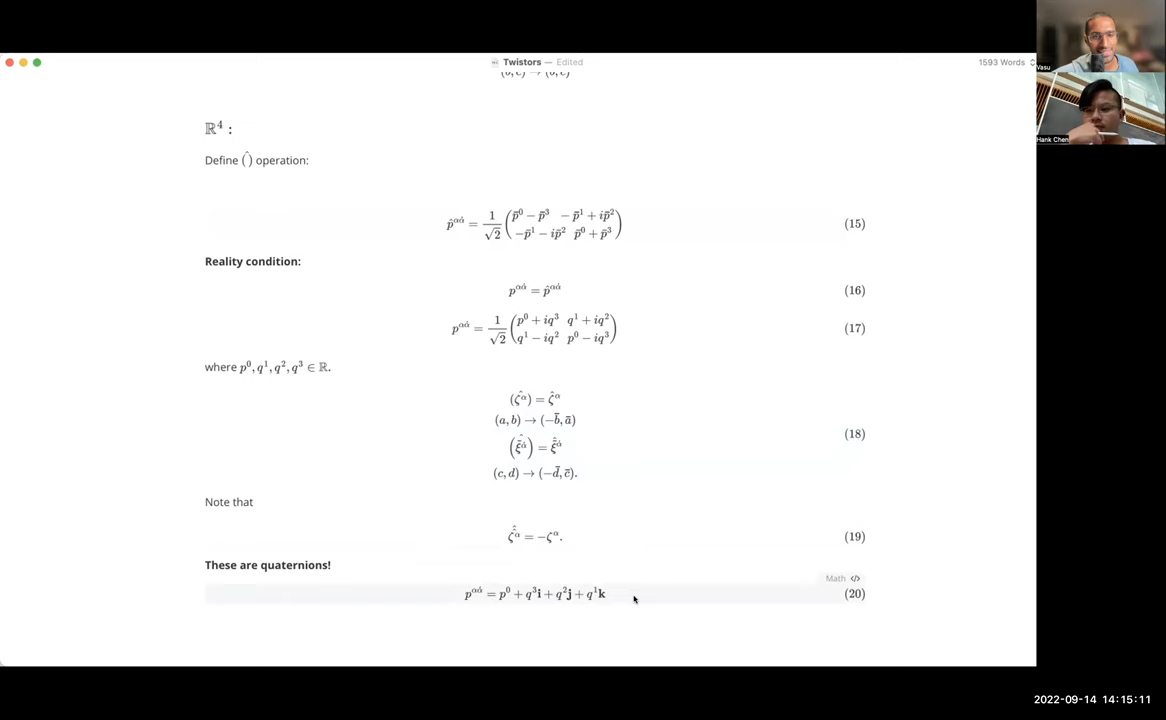 Twistors — Edited
1593 Words
Vasu
Hank Chen
(b, c) → (b, c)
ℝ⁴ :
Define (̂) operation:
p̂^{αα̇} = 1/√2 ( p̄⁰ − p̄³  −p̄¹ + ip̄²
−p̄¹ − ip̄²  p̄⁰ + p̄³ ) (15)
Reality condition:
p^{αα̇} = p̂^{αα̇} (16)
p^{αα̇} = 1/√2 ( p⁰ + iq³  q¹ + iq²
q¹ − iq²  p⁰ − iq³ ) (17)
where p⁰, q¹, q², q³ ∈ ℝ.
(ζ^α)̂ = ζ̂^α
(a, b) → (−b̄, ā)
(ξ̃^{α̇})̂ = ξ̃̂^{α̇} (18)
(c, d) → (−d̄, c̄).
Note that
ζ̂̂^α = −ζ^α. (19)
These are quaternions!
Math </>
p^{αα̇} = p⁰ + q³i + q²j + q¹k (20)
2022-09-14 14:15:11